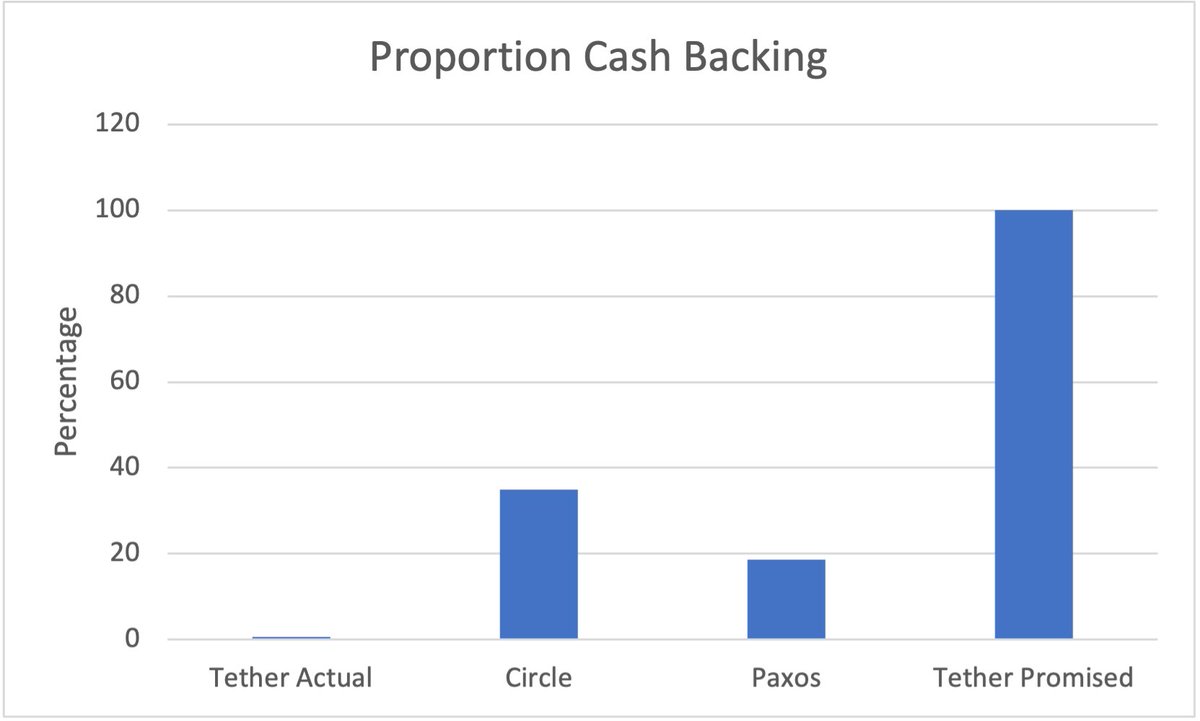 Proportion Cash Backing
120
100
80
60
40
20
0
Percentage
Tether Actual
Circle
Paxos
Tether Promised